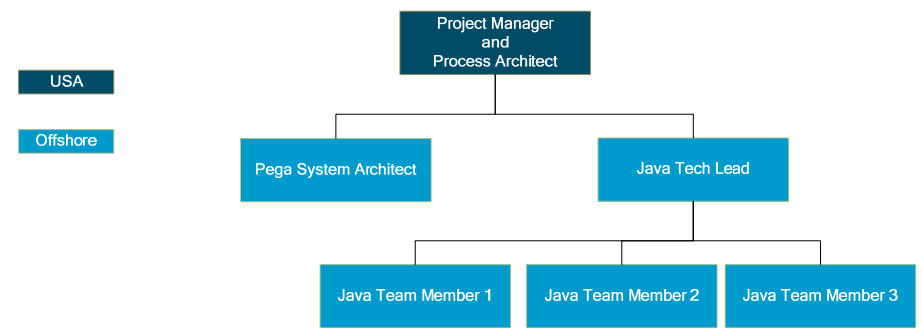 Project Manager
and
Process Architect
USA
Offshore
Pega System Architect
Java Tech Lead
Java Team Member 1
Java Team Member 2
Java Team Member 3